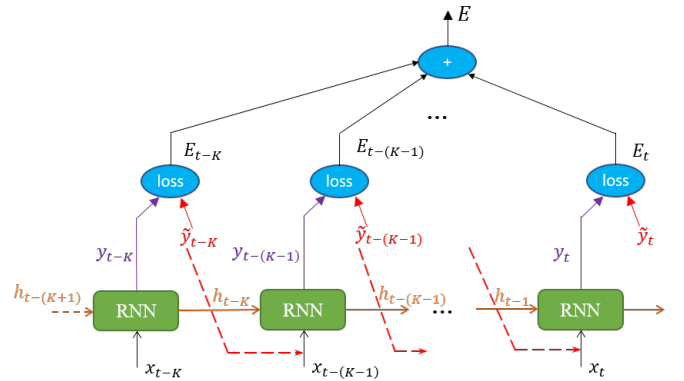 E
+
...
E_{t-K} E_{t-(K-1)} E_t
loss loss loss
y_{t-K} ỹ_{t-K} y_{t-(K-1)} ỹ_{t-(K-1)} y_t ỹ_t
h_{t-(K+1)} RNN h_{t-K} RNN h_{t-(K-1)} ... h_{t-1} RNN
x_{t-K} x_{t-(K-1)} x_t